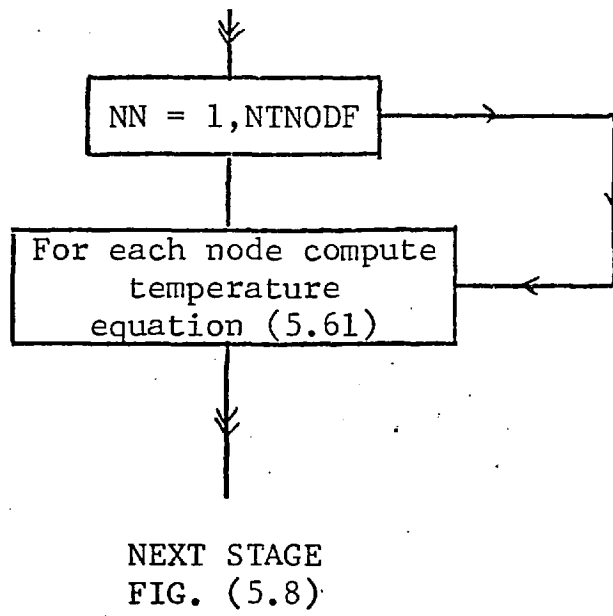 NN = 1,NTNODF
For each node compute
temperature
equation (5.61)
NEXT STAGE
FIG. (5.8)